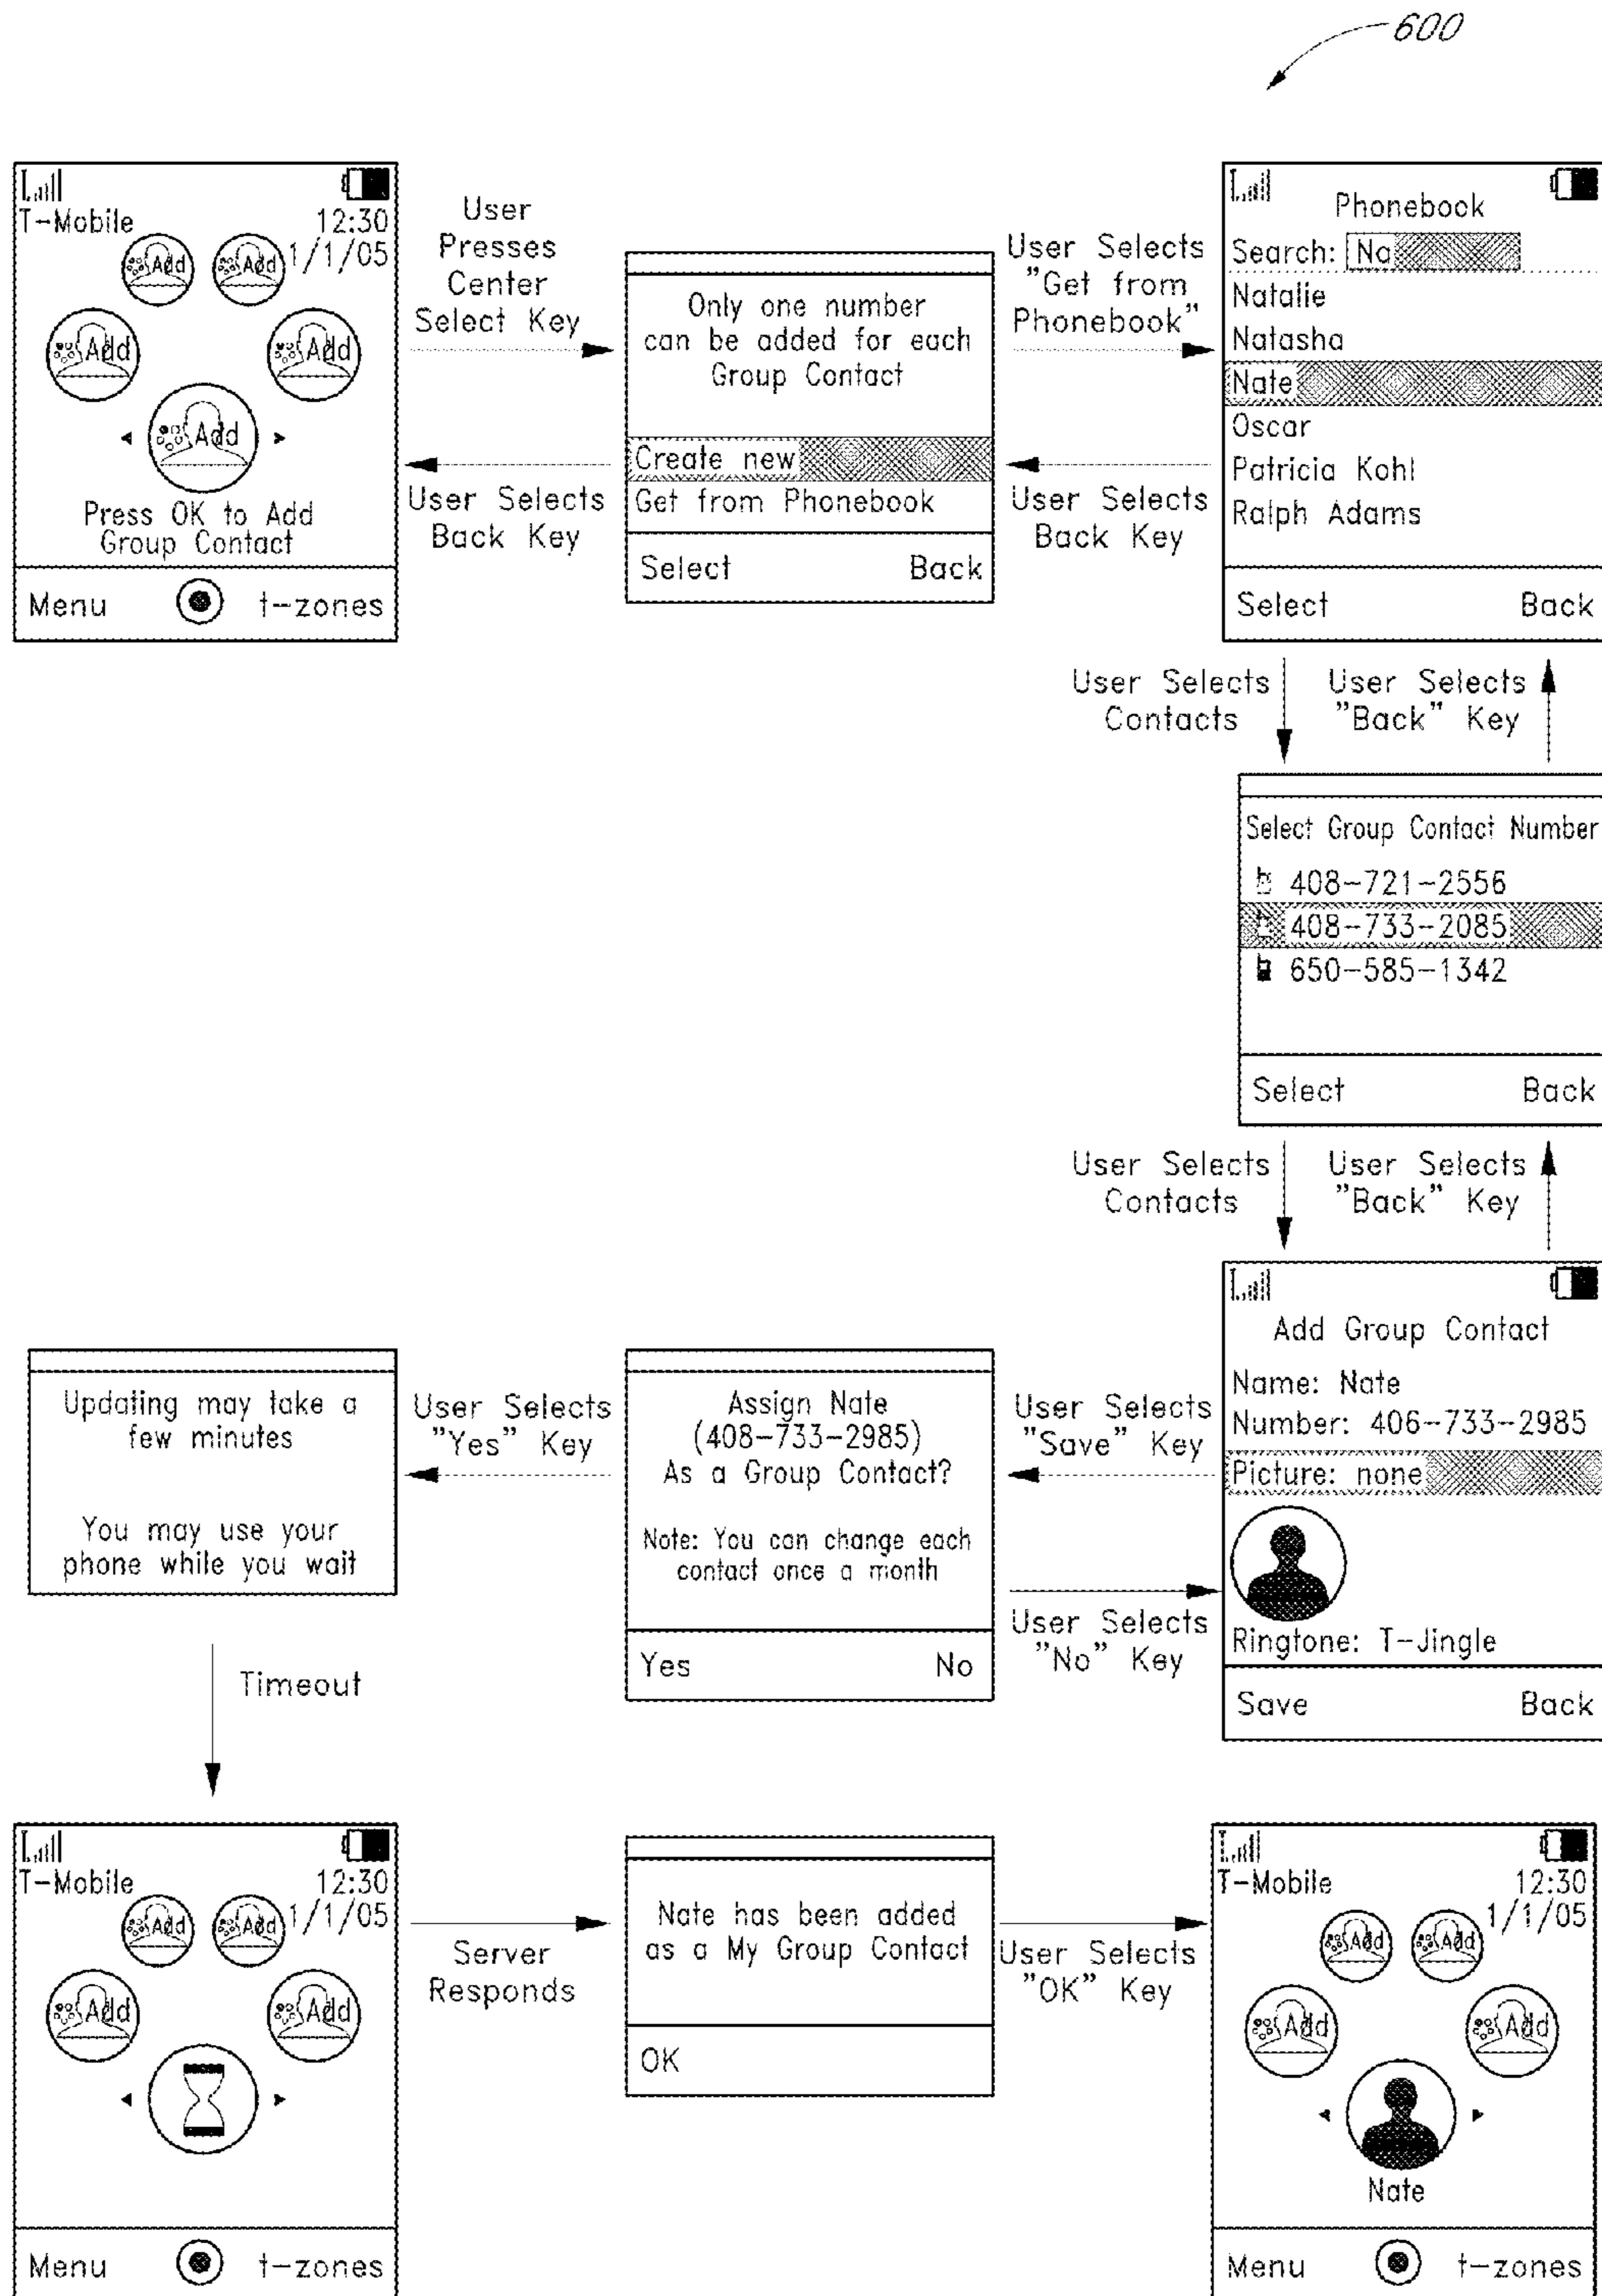 600
T-Mobile
12:30
1/1/05
Add
Add
Add
Add
Add
Press OK to Add
Group Contact
Menu
t-zones
User
Presses
Center
Select Key
User Selects
Back Key
Only one number
can be added for each
Group Contact
Create new
Get from Phonebook
Select
Back
User Selects
"Get from
Phonebook"
User Selects
Back Key
Phonebook
Search: Na
Natalie
Natasha
Nate
Oscar
Patricia Kohl
Ralph Adams
Select
Back
User Selects
Contacts
User Selects
"Back" Key
Select Group Contact Number
408-721-2556
408-733-2085
650-585-1342
Select
Back
User Selects
Contacts
User Selects
"Back" Key
Add Group Contact
Name: Nate
Number: 406-733-2985
Picture: none
Ringtone: T-Jingle
Save
Back
User Selects
"Save" Key
User Selects
"No" Key
Assign Nate
(408-733-2985)
As a Group Contact?
Note: You can change each
contact once a month
Yes
No
User Selects
"Yes" Key
Updating may take a
few minutes
You may use your
phone while you wait
Timeout
T-Mobile
12:30
1/1/05
Add
Add
Add
Add
Menu
t-zones
Server
Responds
Nate has been added
as a My Group Contact
OK
User Selects
"OK" Key
T-Mobile
12:30
1/1/05
Add
Add
Add
Add
Nate
Menu
t-zones